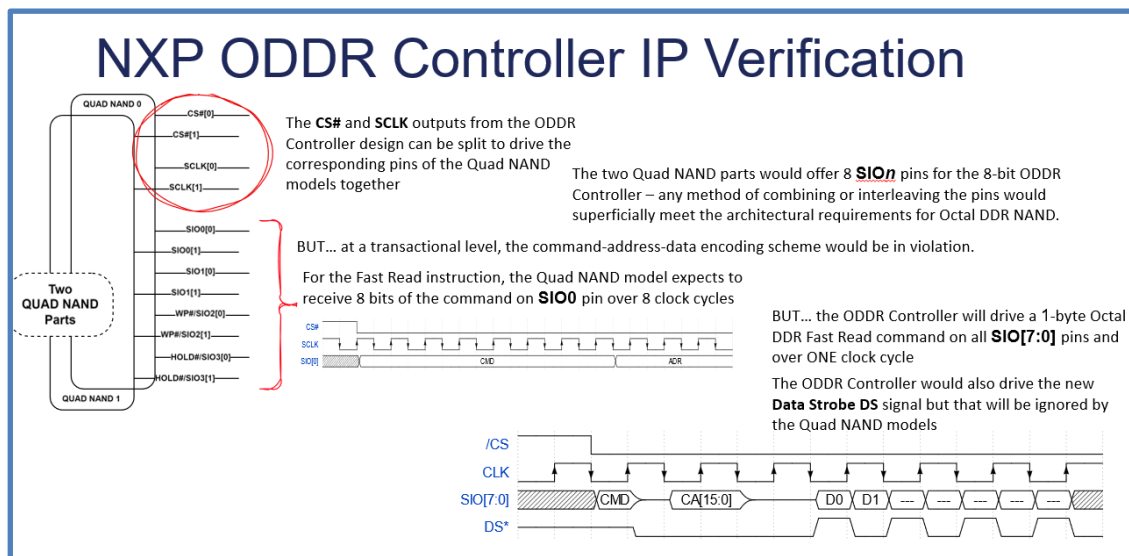 NXP ODDR Controller IP Verification
QUAD NAND 0
CS#[0]
CS#[1]
SCLK[0]
SCLK[1]
SIO0[0]
SIO0[1]
SIO1[0]
SIO1[1]
WP#/SIO2[0]
WP#/SIO2[1]
HOLD#/SIO3[0]
HOLD#/SIO3[1]
Two
QUAD NAND
Parts
QUAD NAND 1
The CS# and SCLK outputs from the ODDR
Controller design can be split to drive the
corresponding pins of the Quad NAND
models together
The two Quad NAND parts would offer 8 SIOn pins for the 8-bit ODDR
Controller – any method of combining or interleaving the pins would
superficially meet the architectural requirements for Octal DDR NAND.
BUT... at a transactional level, the command-address-data encoding scheme would be in violation.
For the Fast Read instruction, the Quad NAND model expects to
receive 8 bits of the command on SIO0 pin over 8 clock cycles
CS#
SCLK
SIO[0]
CMD
ADR
BUT... the ODDR Controller will drive a 1-byte Octal
DDR Fast Read command on all SIO[7:0] pins and
over ONE clock cycle
The ODDR Controller would also drive the new
Data Strobe DS signal but that will be ignored by
the Quad NAND models
/CS
CLK
SIO[7:0]
CMD
CA[15:0]
D0
D1
---
---
---
---
---
DS*